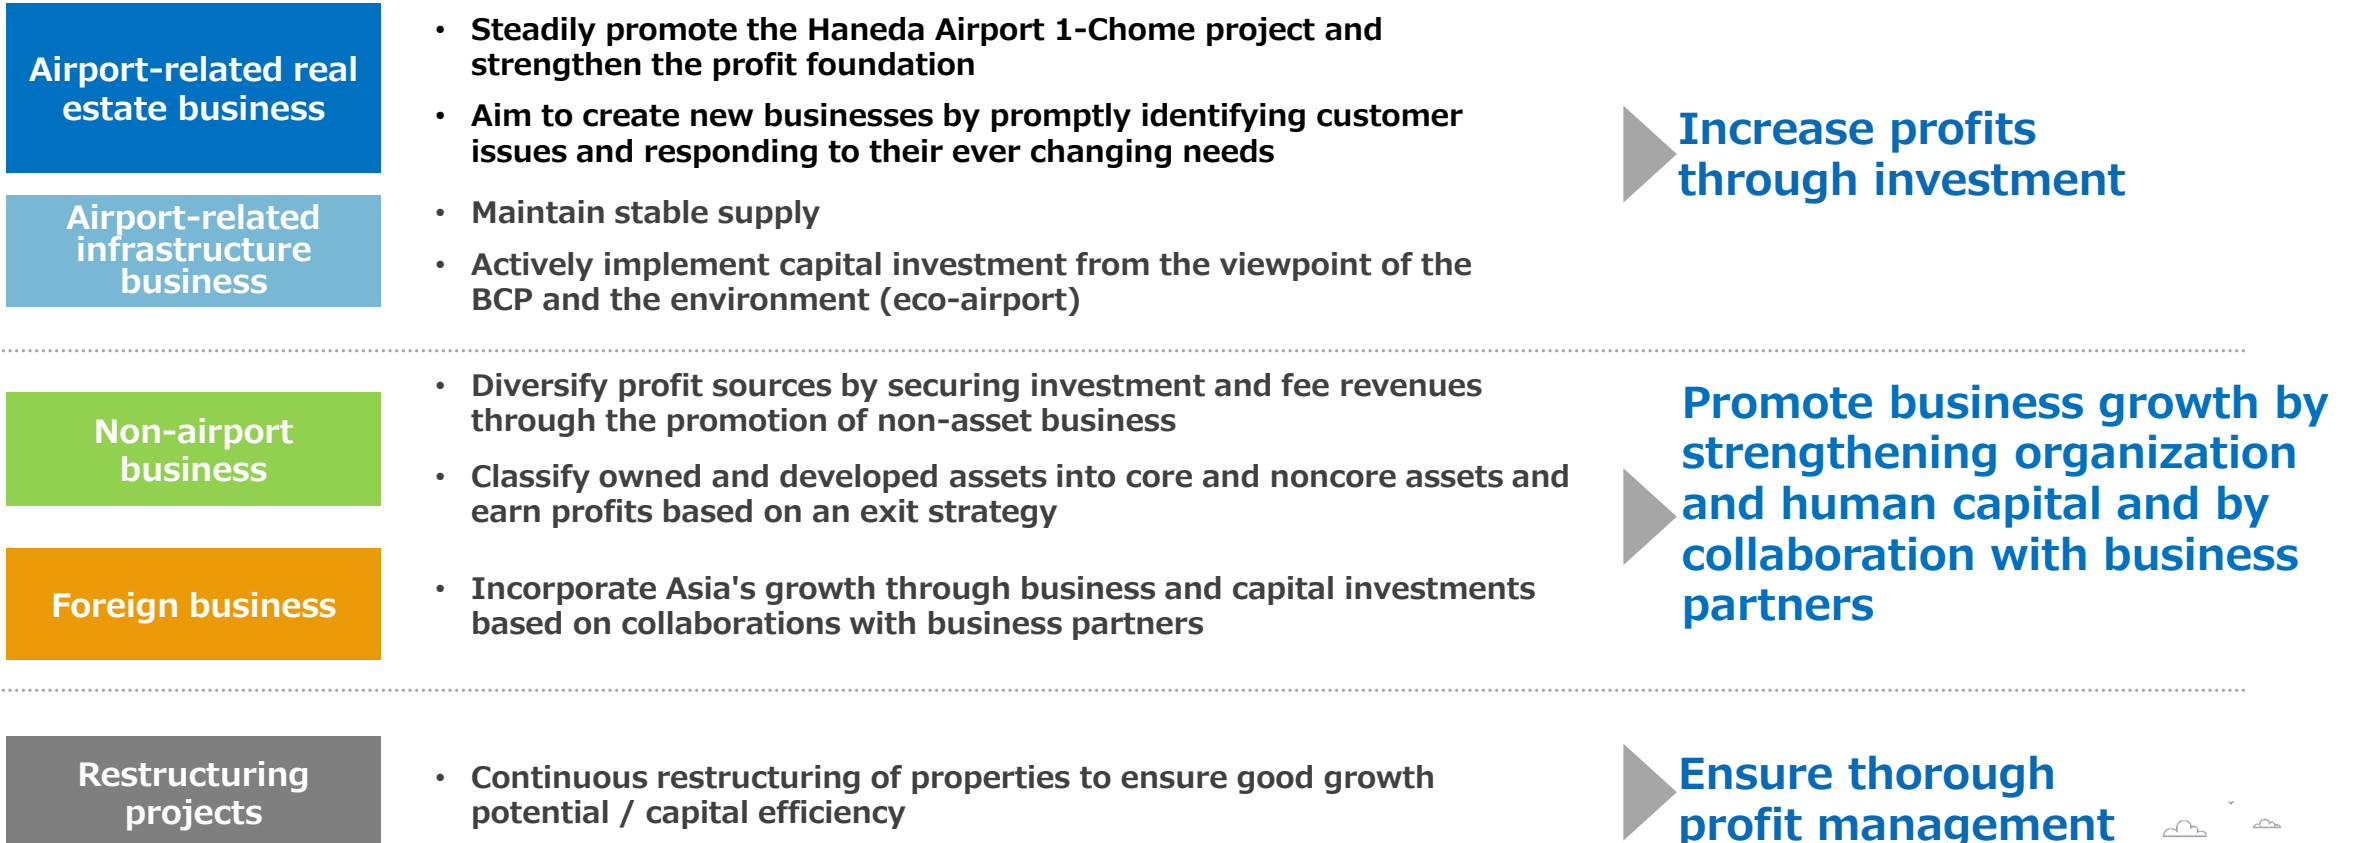 Airport-related real
estate business
• Steadily promote the Haneda Airport 1-Chome project and
strengthen the profit foundation
• Aim to create new businesses by promptly identifying customer
issues and responding to their ever changing needs
Airport-related
infrastructure
business
• Maintain stable supply
• Actively implement capital investment from the viewpoint of the
BCP and the environment (eco-airport)
Increase profits
through investment
Non-airport
business
• Diversify profit sources by securing investment and fee revenues
through the promotion of non-asset business
• Classify owned and developed assets into core and noncore assets and
earn profits based on an exit strategy
Foreign business
• Incorporate Asia's growth through business and capital investments
based on collaborations with business partners
Promote business growth by
strengthening organization
and human capital and by
collaboration with business
partners
Restructuring
projects
• Continuous restructuring of properties to ensure good growth
potential / capital efficiency
Ensure thorough
profit management